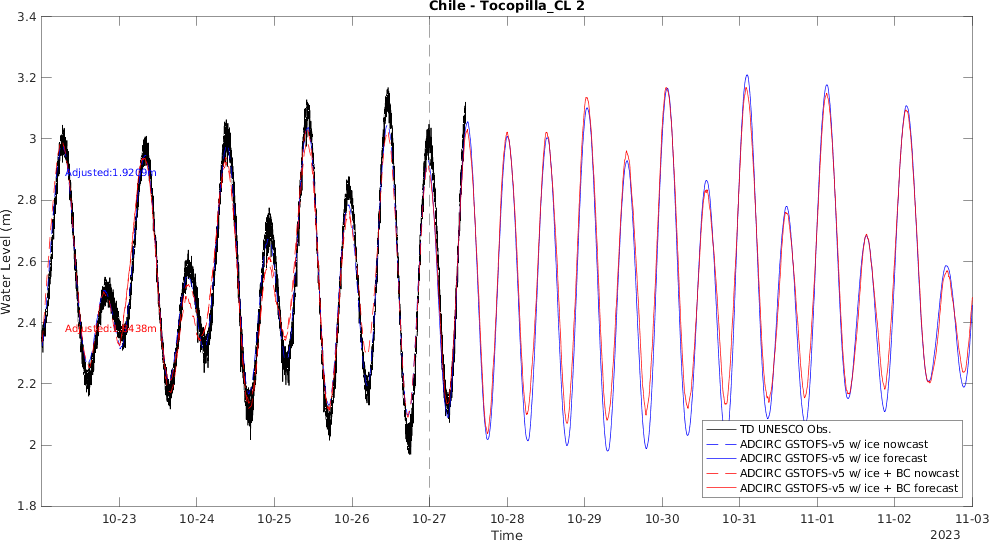 Chile - Tocopilla_CL 2
3.4
3.2
3
2.8
2.6
2.4
2.2
2
1.8
Water Level (m)
Adjusted:1.9209m
10-23
10-24
10-25
10-26
10-27
10-28
10-29
10-30
10-31
11-01
11-02
11-03
Time
2023
TD UNESCO Obs.
ADCIRC GSTOFS-v5 w/ ice nowcast
ADCIRC GSTOFS-v5 w/ ice forecast
ADCIRC GSTOFS-v5 w/ ice + BC nowcast
ADCIRC GSTOFS-v5 w/ ice + BC forecast